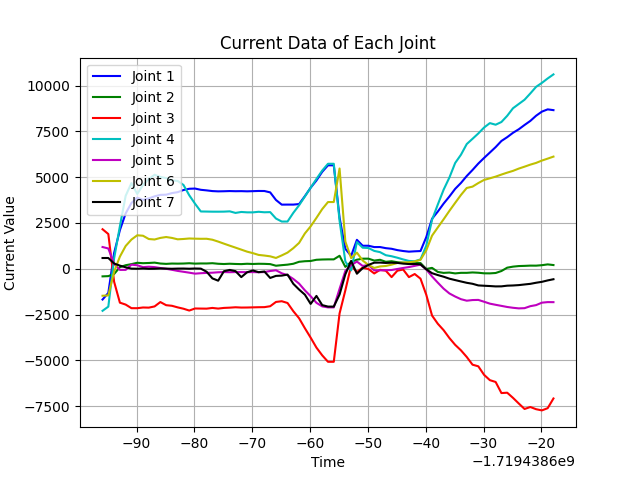 Current Data of Each Joint
Current Value
10000
7500
5000
2500
0
−2500
−5000
−7500
Joint 1
Joint 2
Joint 3
Joint 4
Joint 5
Joint 6
Joint 7
−90 −80 −70 −60 −50 −40 −30 −20
Time
−1.7194386e9